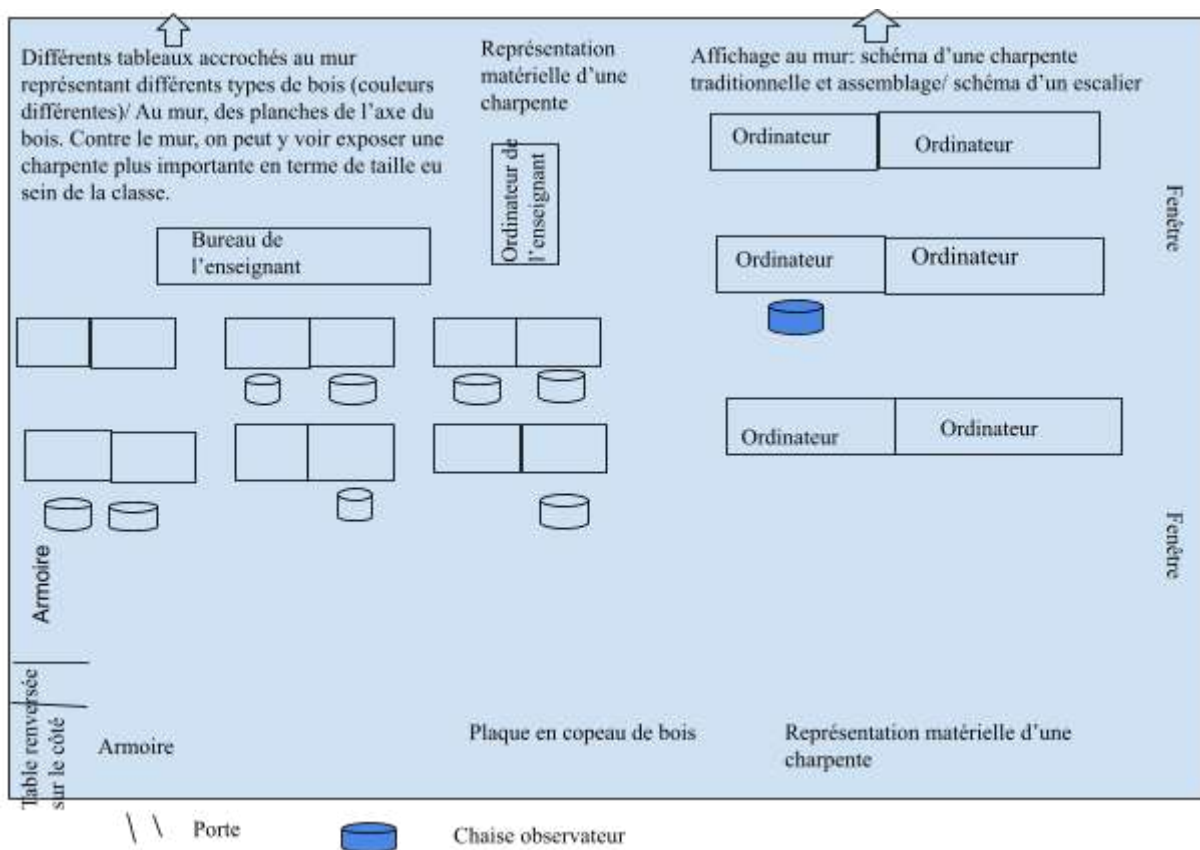 Différents tableaux accrochés au mur
représentant différents types de bois (couleurs
différentes)/ Au mur, des planches de l’axe du
bois. Contre le mur, on peut y voir exposer une
charpente plus importante en terme de taille eu
sein de la classe.
Représentation
matérielle d’une
charpente
Affichage au mur: schéma d’une charpente
traditionnelle et assemblage/ schéma d’un escalier
Ordinateur
Ordinateur
Ordinateur de
l’enseignant
Fenêtre
Bureau de
l’enseignant
Ordinateur
Ordinateur
Ordinateur
Ordinateur
Fenêtre
Armoire
Table renversée
sur le côté
Armoire
Plaque en copeau de bois
Représentation matérielle d’une
charpente
Porte
Chaise observateur